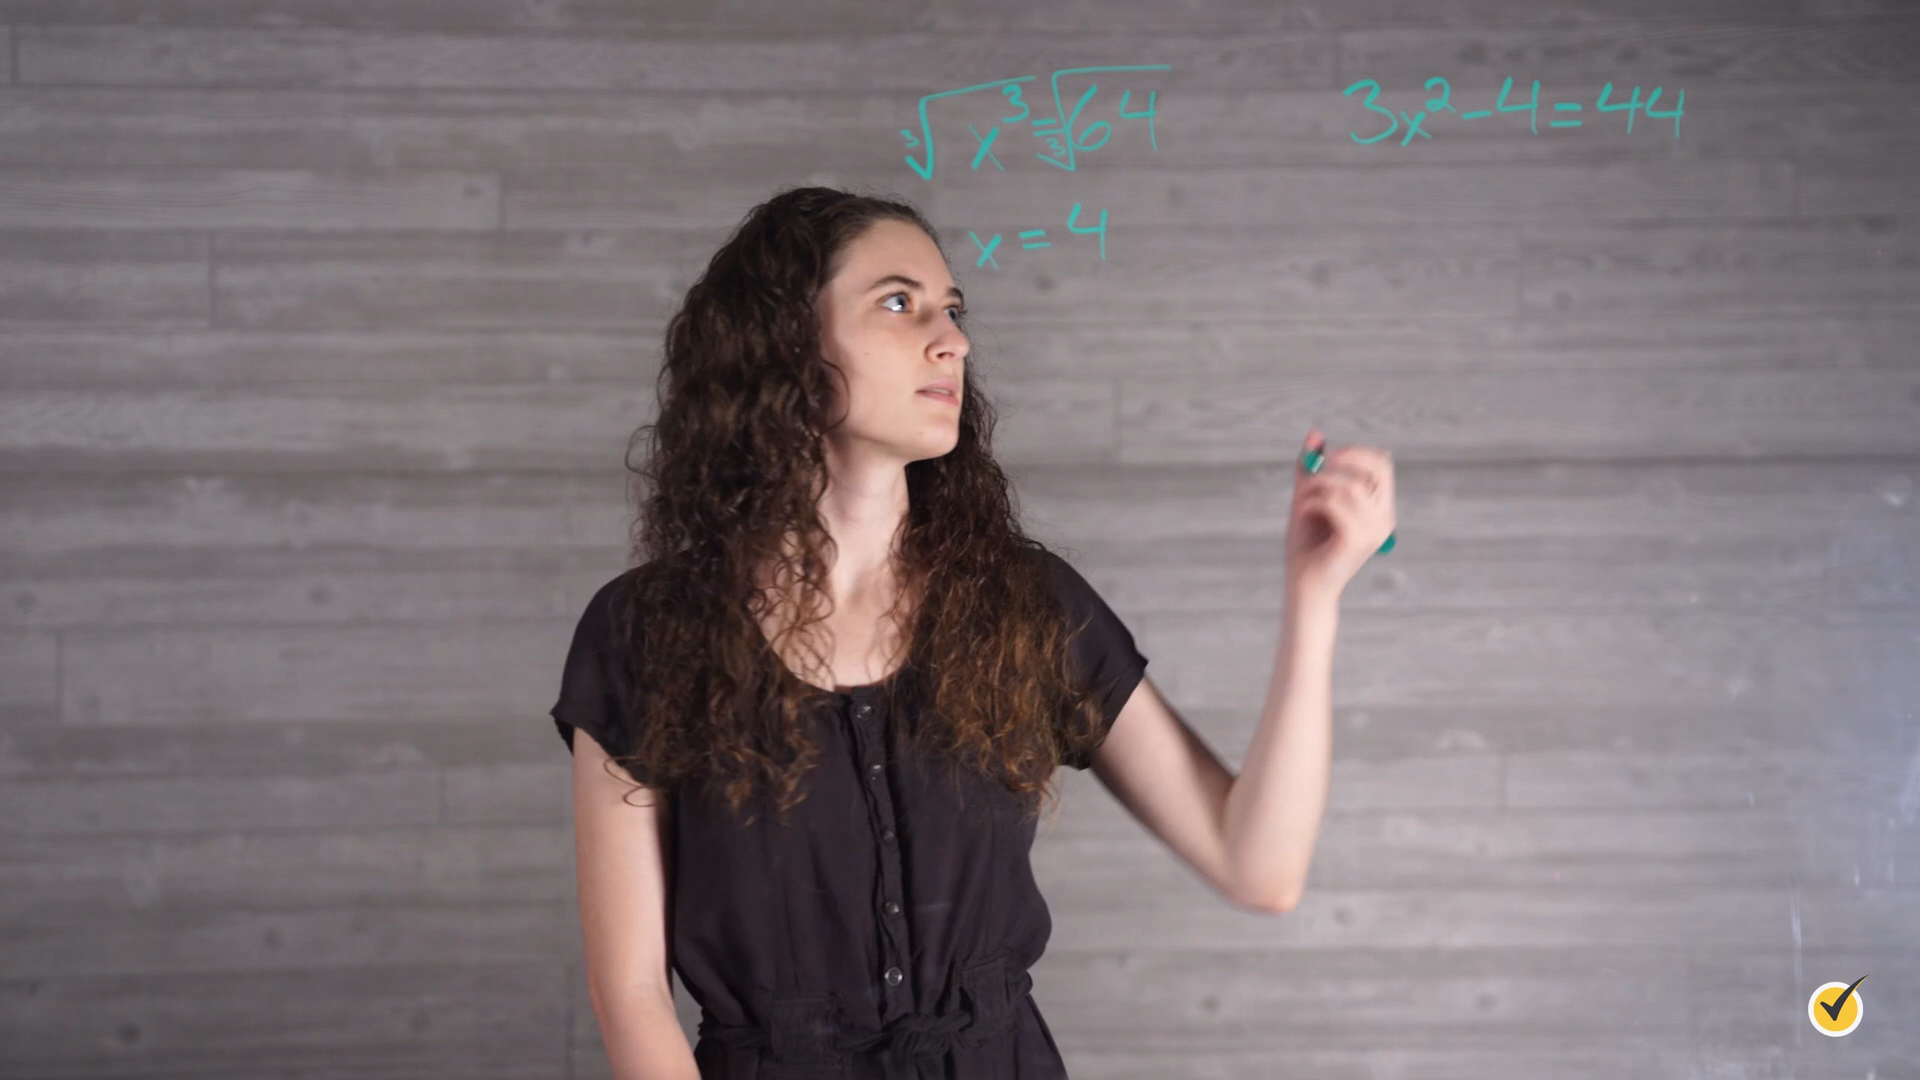 ∛x³ = ∛64
x = 4
3x² - 4 = 44